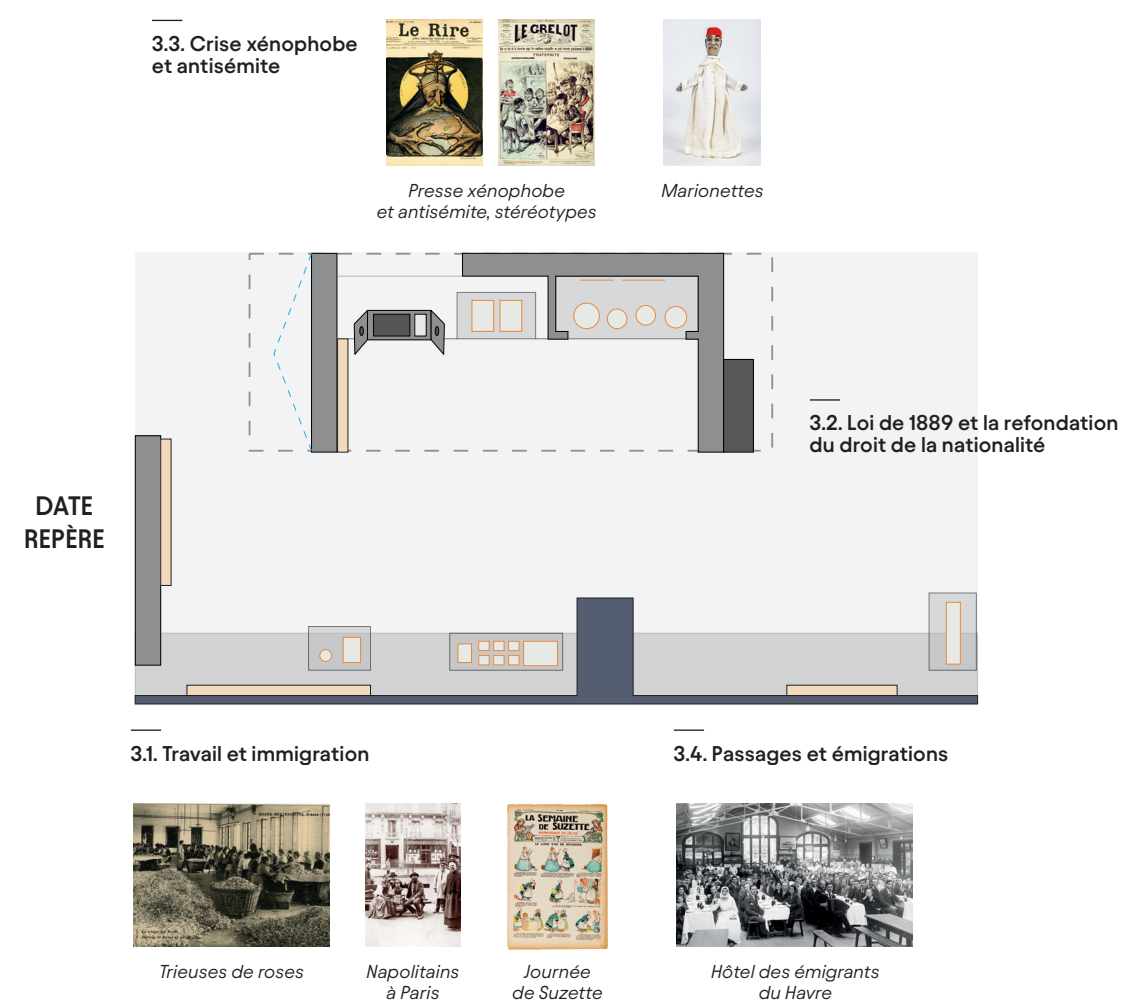 3.3. Crise xénophobe
et antisémite
Le Rire
LE GRELOT
FRATERNITÉ
Presse xénophobe
et antisémite, stéréotypes
Marionettes
3.2. Loi de 1889 et la refondation
du droit de la nationalité
DATE
REPÈRE
3.1. Travail et immigration
3.4. Passages et émigrations
LA SEMAINE
DE SUZETTE
Trieuses de roses
Napolitains
à Paris
Journée
de Suzette
Hôtel des émigrants
du Havre